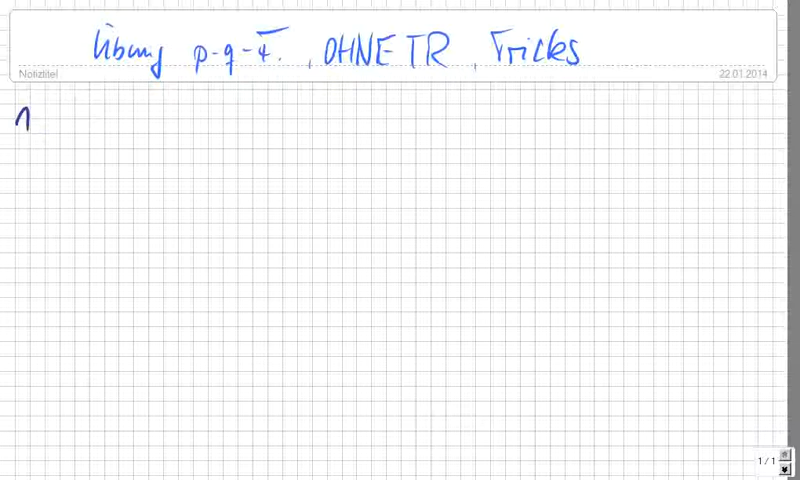 Übung p-q-F. , OHNE TR , Tricks
Notiztitel
22.01.2014
1
1 / 1